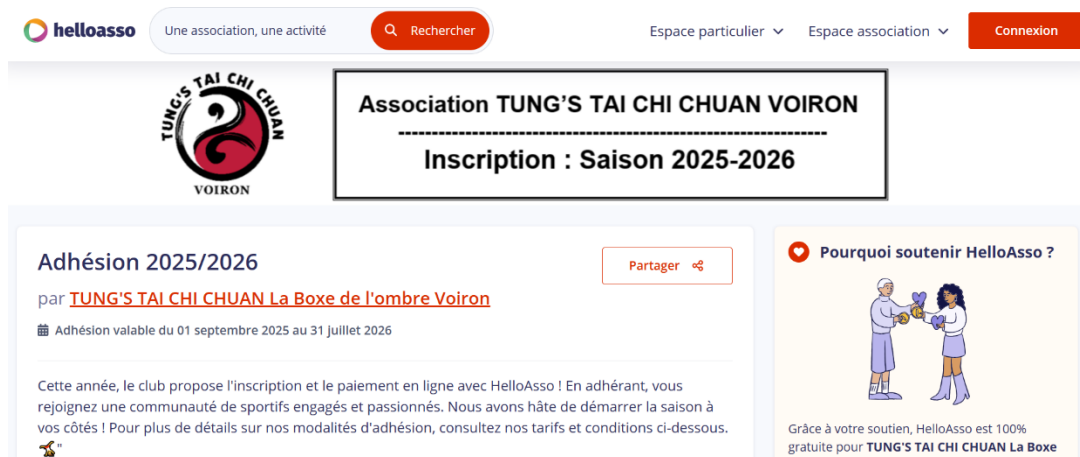 helloasso
Une association, une activité
Rechercher
Espace particulier
Espace association
Connexion
TUNG'S TAI CHI CHUAN
VOIRON
Association TUNG'S TAI CHI CHUAN VOIRON
------------------------------------------------------------------
Inscription : Saison 2025-2026
Adhésion 2025/2026
Partager
par TUNG'S TAI CHI CHUAN La Boxe de l'ombre Voiron
Adhésion valable du 01 septembre 2025 au 31 juillet 2026
Cette année, le club propose l'inscription et le paiement en ligne avec HelloAsso ! En adhérant, vous
rejoignez une communauté de sportifs engagés et passionnés. Nous avons hâte de démarrer la saison à
vos côtés ! Pour plus de détails sur nos modalités d'adhésion, consultez nos tarifs et conditions ci-dessous.
"
Pourquoi soutenir HelloAsso ?
Grâce à votre soutien, HelloAsso est 100%
gratuite pour TUNG'S TAI CHI CHUAN La Boxe